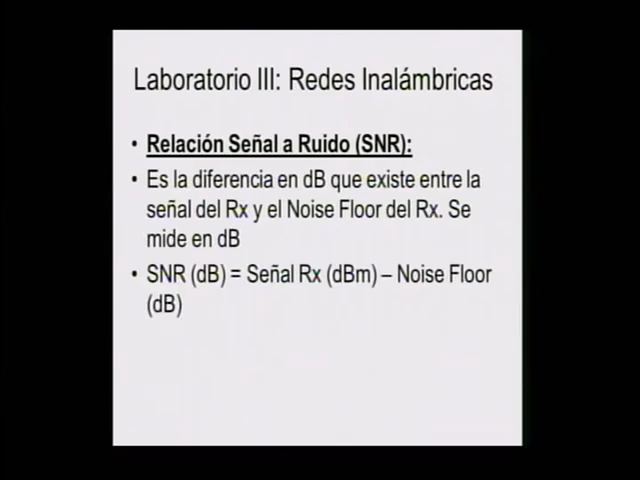 Laboratorio III: Redes Inalámbricas
• Relación Señal a Ruido (SNR):
• Es la diferencia en dB que existe entre la
señal del Rx y el Noise Floor del Rx. Se
mide en dB
• SNR (dB) = Señal Rx (dBm) – Noise Floor
(dB)